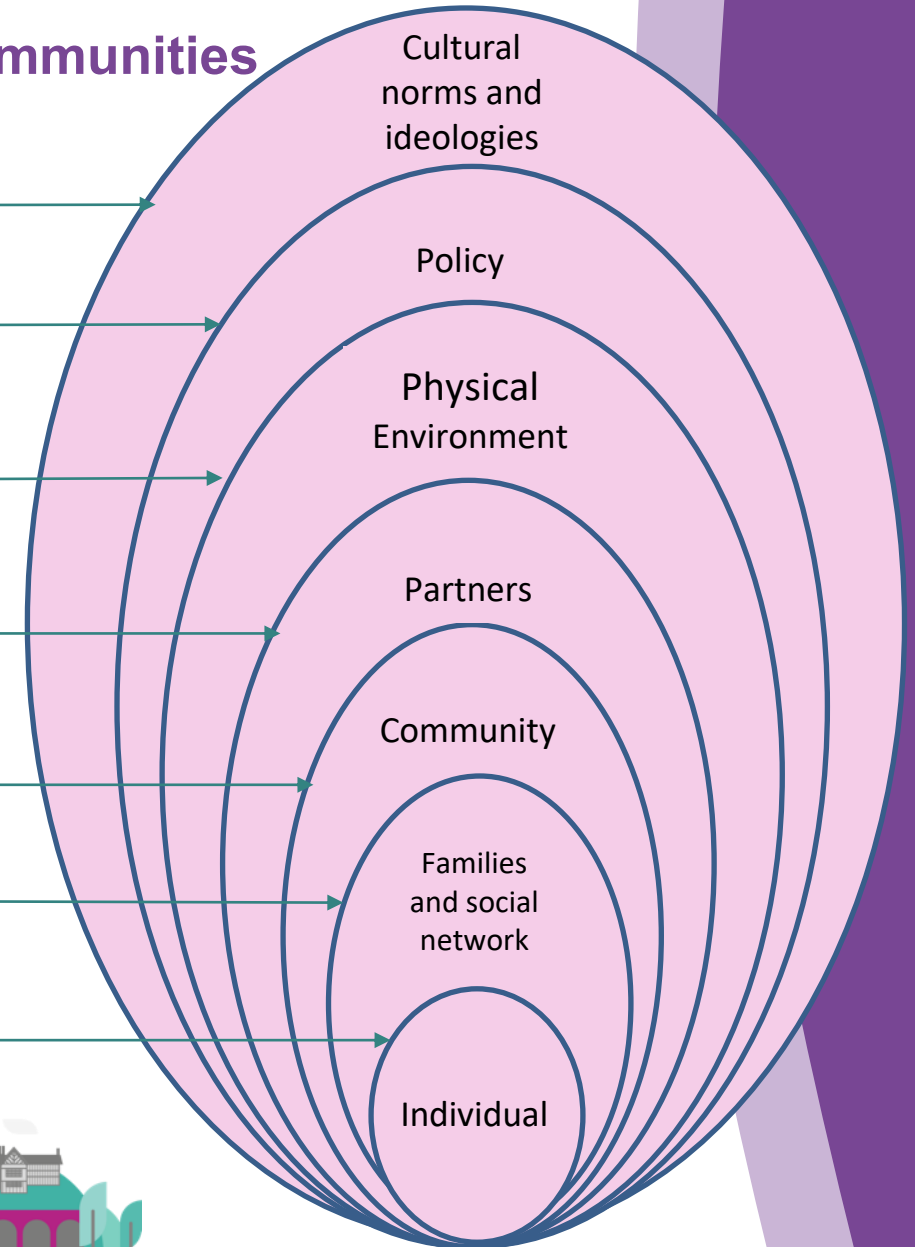 mmunities
Cultural
norms and
ideologies
Policy
Physical
Environment
Partners
Community
Families
and social
network
Individual